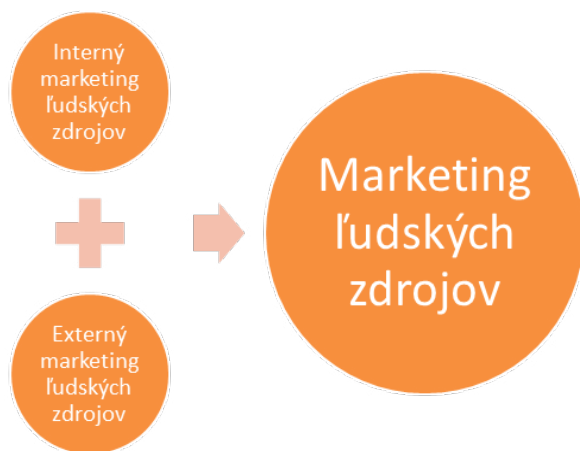 Interný
marketing
ľudských
zdrojov
Externý
marketing
ľudských
zdrojov
Marketing
ľudských
zdrojov